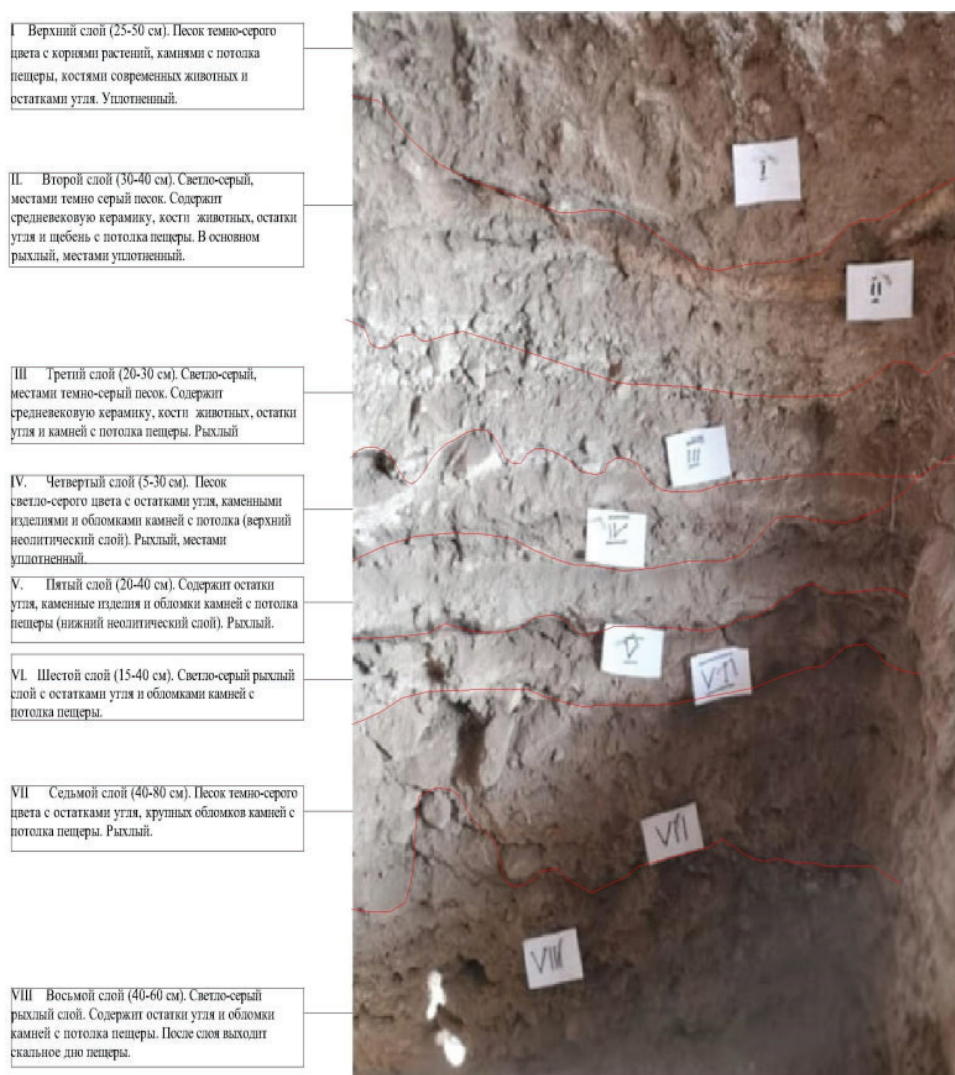 I Верхний слой (25-50 см). Песок темно-серого
цвета с корнями растений, камнями с потолка
пещеры, костями современных животных и
остатками угля. Уплотненный.
II. Второй слой (30-40 см). Светло-серый,
местами темно серый песок. Содержит
средневековую керамику, кости животных, остатки
угля и щебень с потолка пещеры. В основном
рыхлый, местами уплотненный.
III Третий слой (20-30 см). Светло-серый,
местами темно-серый песок. Содержит
средневековую керамику, кости животных, остатки
угля и камней с потолка пещеры. Рыхлый
IV. Четвертый слой (5-30 см). Песок
светло-серого цвета с остатками угля, каменными
изделиями и обломками камней с потолка (верхний
неолитический слой). Рыхлый, местами
уплотненный.
V. Пятый слой (20-40 см). Содержит остатки
угля, каменные изделия и обломки камней с потолка
пещеры (нижний неолитический слой). Рыхлый.
VI. Шестой слой (15-40 см). Светло-серый рыхлый
слой с остатками угля и обломками камней с
потолка пещеры.
VII Седьмой слой (40-80 см). Песок темно-серого
цвета с остатками угля, крупных обломков камней с
потолка пещеры. Рыхлый.
VIII Восьмой слой (40-60 см). Светло-серый
рыхлый слой. Содержит остатки угля и обломки
камней с потолка пещеры. После слоя выходит
скальное дно пещеры.
I
II
III
IV
V
VI
VII
VIII